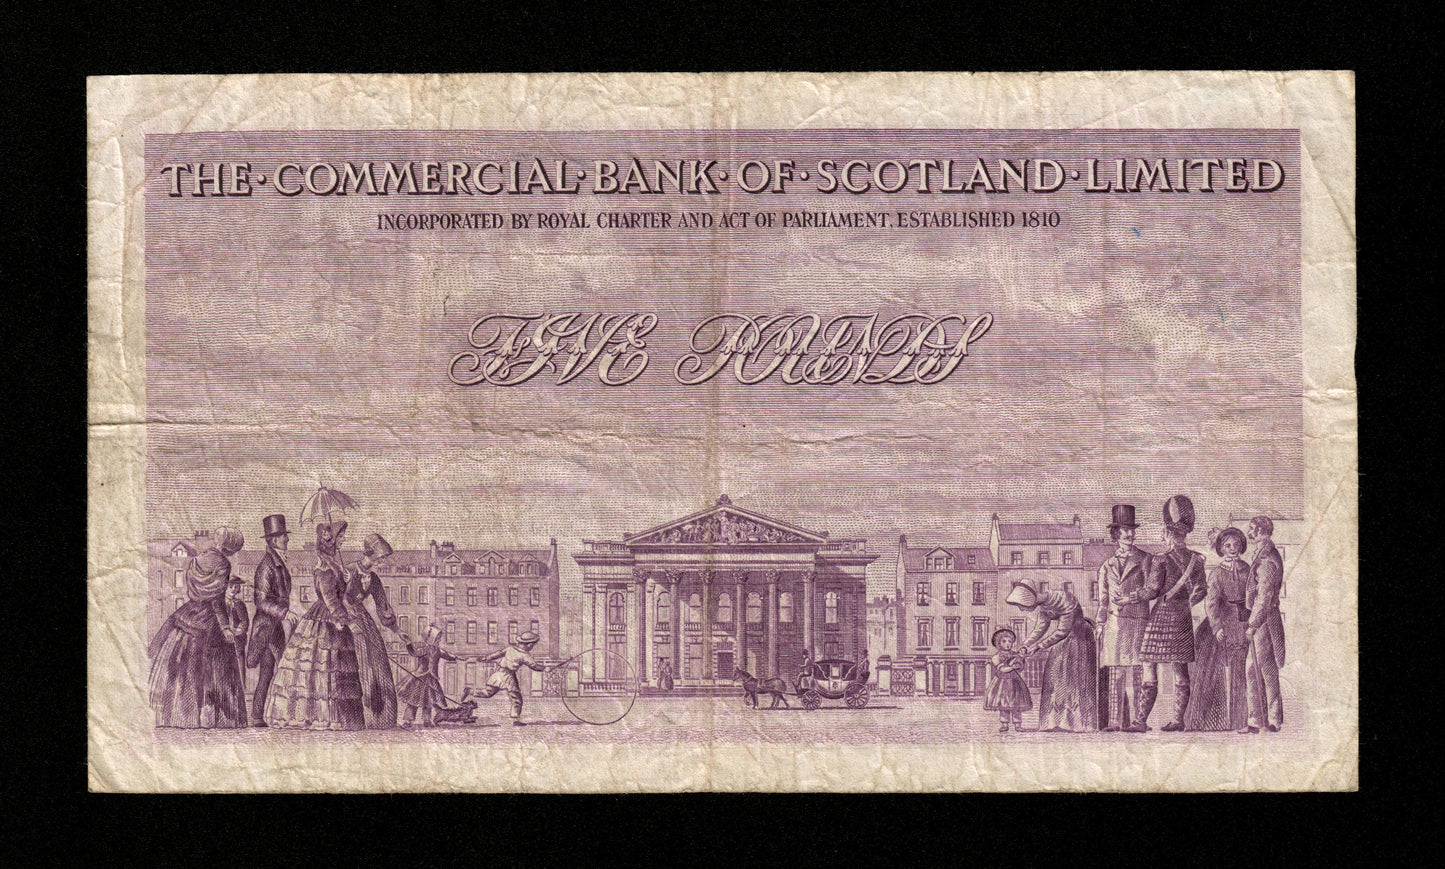 THE·COMMERCIAL·BANK·OF·SCOTLAND·LIMITED
INCORPORATED BY ROYAL CHARTER AND ACT OF PARLIAMENT. ESTABLISHED 1810
FIVE POUNDS